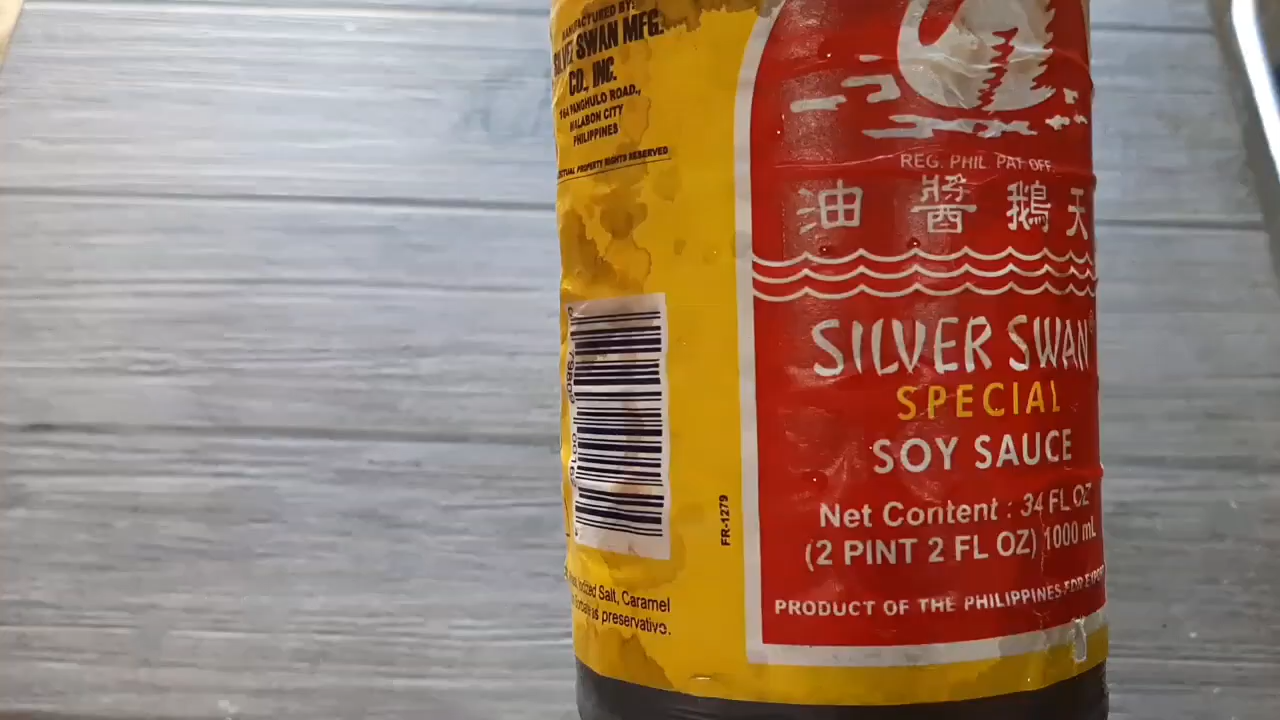 MANUFACTURED BY:
SILVER SWAN MFG.
CO., INC.
164 PANGHULO ROAD.,
MALABON CITY
PHILIPPINES
PROPERTY RIGHTS RESERVED
FR-1279
Iodized Salt, Caramel
as preservative.
REG. PHIL PAT OFF.
油 醬 鵝 天
SILVER SWAN®
SPECIAL
SOY SAUCE
Net Content : 34 FL OZ
(2 PINT 2 FL OZ) 1000 mL
PRODUCT OF THE PHILIPPINES FOR EXPORT